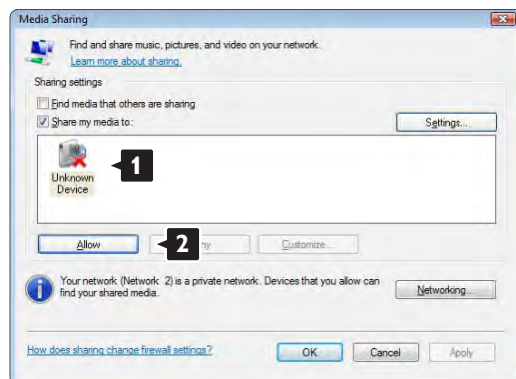 Media Sharing
Find and share music, pictures, and video on your network.
Learn more about sharing.
Sharing settings
Find media that others are sharing
Share my media to:
Settings...
Unknown
Device
1
Allow
2
Customize...
Your network (Network 2) is a private network. Devices that you allow can
find your shared media.
Networking...
How does sharing change firewall settings?
OK
Cancel
Apply